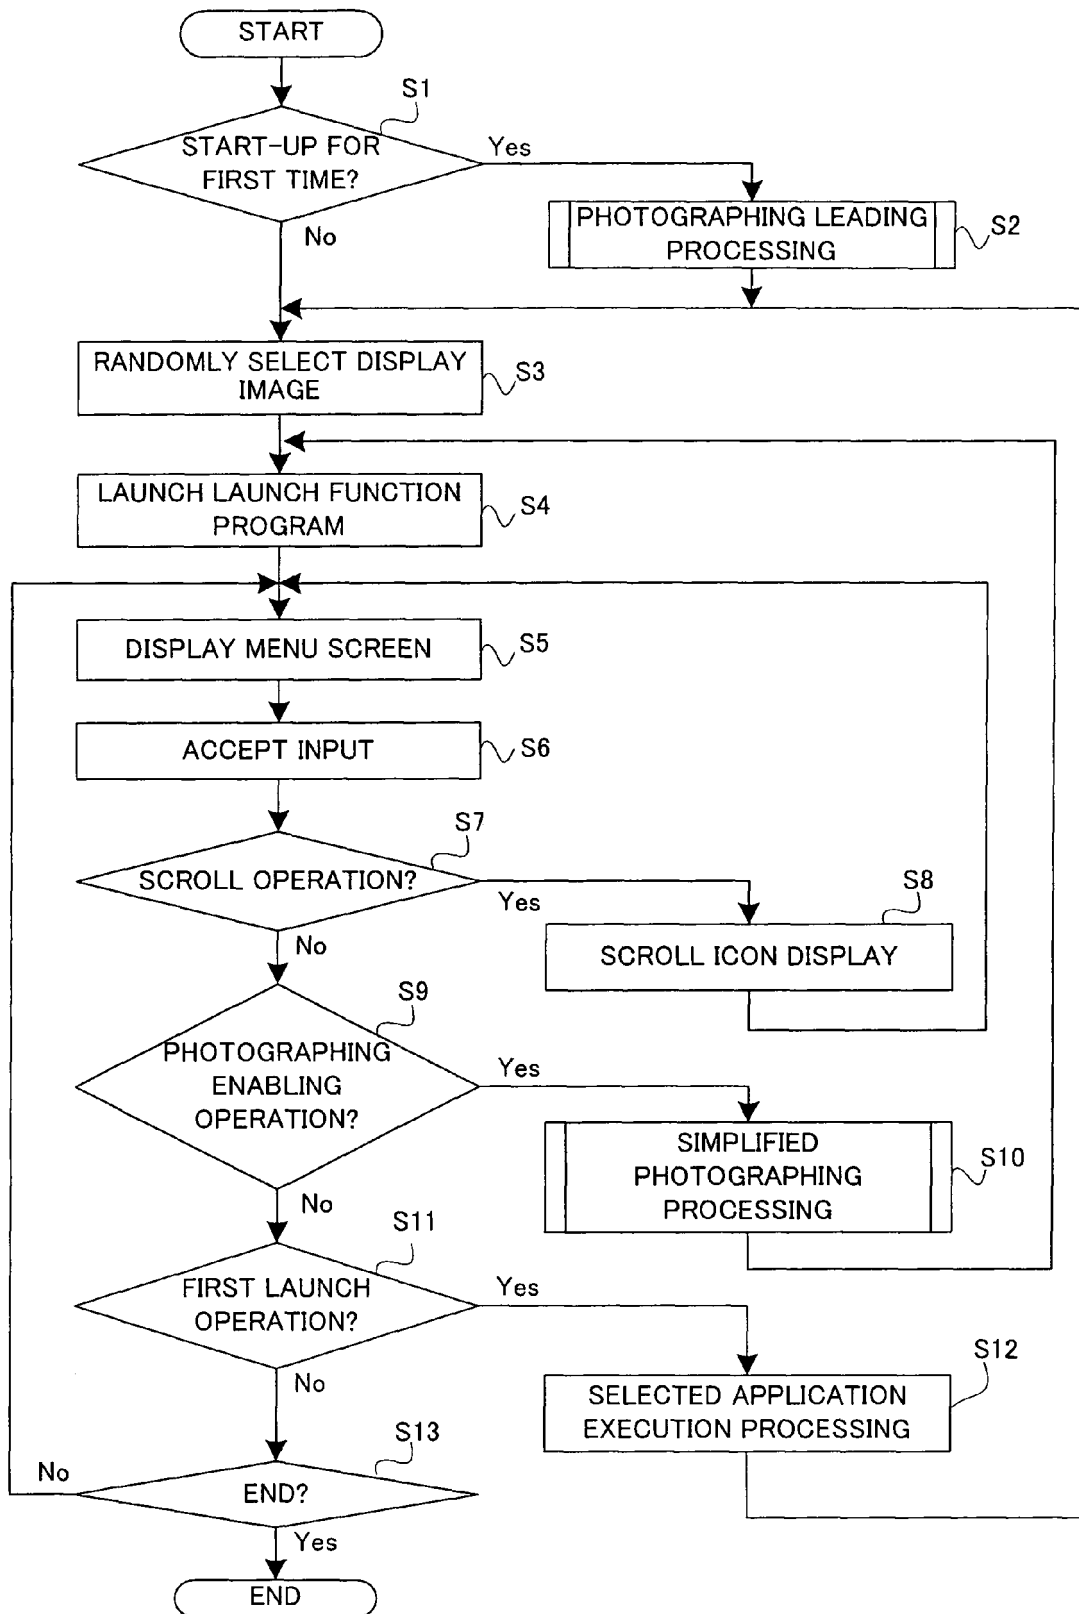 START
S1
START-UP FOR
FIRST TIME?
Yes
No
PHOTOGRAPHING LEADING
PROCESSING
S2
RANDOMLY SELECT DISPLAY
IMAGE
S3
LAUNCH LAUNCH FUNCTION
PROGRAM
S4
DISPLAY MENU SCREEN
S5
ACCEPT INPUT
S6
S7
SCROLL OPERATION?
Yes
No
S8
SCROLL ICON DISPLAY
S9
PHOTOGRAPHING
ENABLING
OPERATION?
Yes
No
SIMPLIFIED
PHOTOGRAPHING
PROCESSING
S10
S11
FIRST LAUNCH
OPERATION?
Yes
No
S12
SELECTED APPLICATION
EXECUTION PROCESSING
S13
No
END?
Yes
END